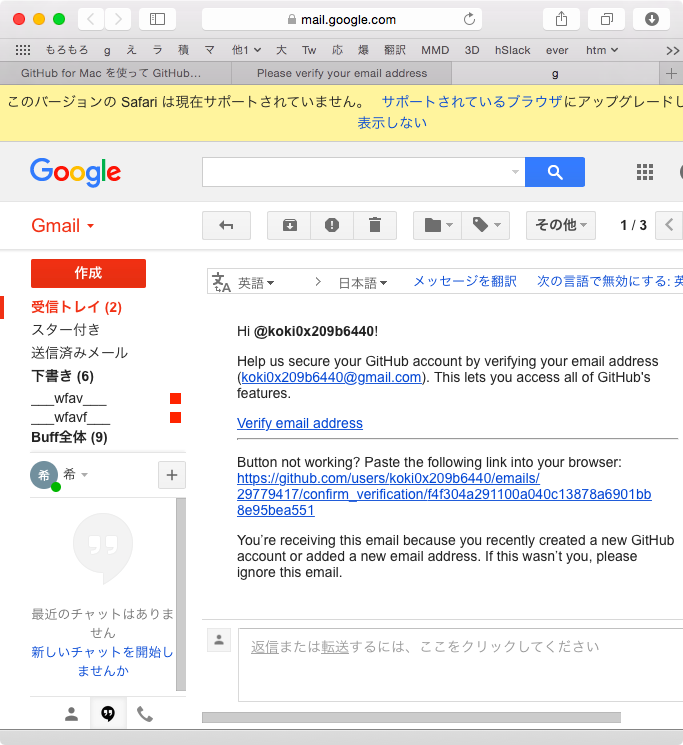 mail.google.com
もろもろ g え ラ 積 マ 他1 大 Tw 応 爆 翻訳 MMD 3D hSlack ever htm
GitHub for Mac を使って GitHub… Please verify your email address g
このバージョンの Safari は現在サポートされていません。 サポートされているブラウザにアップグレードし
表示しない
Google
Gmail その他 1 / 3
作成
英語 > 日本語 メッセージを翻訳 次の言語で無効にする: 英
受信トレイ (2)
スター付き
送信済みメール
下書き (6)
___wfav___
___wfavf___
Buff全体 (9)
希 希
最近のチャットはありま
せん
新しいチャットを開始し
ませんか
Hi @koki0x209b6440!
Help us secure your GitHub account by verifying your email address
(koki0x209b6440@gmail.com). This lets you access all of GitHub's
features.
Verify email address
Button not working? Paste the following link into your browser:
https://github.com/users/koki0x209b6440/emails/
29779417/confirm_verification/f4f304a291100a040c13878a6901bb
8e95bea551
You’re receiving this email because you recently created a new GitHub
account or added a new email address. If this wasn’t you, please
ignore this email.
返信または転送するには、ここをクリックしてください